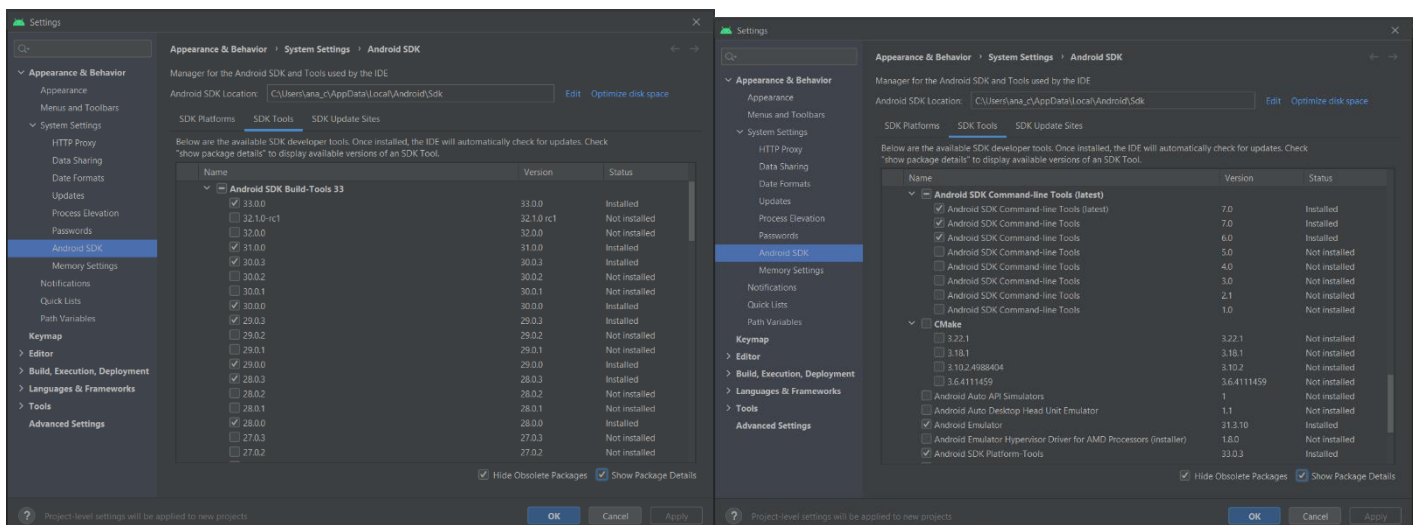 Settings
Appearance & Behavior
Appearance
Menus and Toolbars
System Settings
HTTP Proxy
Data Sharing
Date Formats
Updates
Process Elevation
Passwords
Android SDK
Memory Settings
Notifications
Quick Lists
Path Variables
Keymap
Editor
Build, Execution, Deployment
Languages & Frameworks
Tools
Advanced Settings
Appearance & Behavior › System Settings › Android SDK
Manager for the Android SDK and Tools used by the IDE
Android SDK Location: C:\Users\ana_c\AppData\Local\Android\Sdk Edit Optimize disk space
SDK Platforms SDK Tools SDK Update Sites
Below are the available SDK developer tools. Once installed, the IDE will automatically check for updates. Check
"show package details" to display available versions of an SDK Tool.
Name Version Status
Android SDK Build-Tools 33
33.0.0 33.0.0 Installed
32.1.0-rc1 32.1.0 rc1 Not installed
32.0.0 32.0.0 Not installed
31.0.0 31.0.0 Installed
30.0.3 30.0.3 Installed
30.0.2 30.0.2 Not installed
30.0.1 30.0.1 Not installed
30.0.0 30.0.0 Installed
29.0.3 29.0.3 Installed
29.0.2 29.0.2 Not installed
29.0.1 29.0.1 Not installed
29.0.0 29.0.0 Installed
28.0.3 28.0.3 Installed
28.0.2 28.0.2 Not installed
28.0.1 28.0.1 Not installed
28.0.0 28.0.0 Installed
27.0.3 27.0.3 Not installed
27.0.2 27.0.2 Not installed
Hide Obsolete Packages Show Package Details
? Project-level settings will be applied to new projects
OK Cancel Apply
Settings
Appearance & Behavior
Appearance
Menus and Toolbars
System Settings
HTTP Proxy
Data Sharing
Date Formats
Updates
Process Elevation
Passwords
Android SDK
Memory Settings
Notifications
Quick Lists
Path Variables
Keymap
Editor
Build, Execution, Deployment
Languages & Frameworks
Tools
Advanced Settings
Appearance & Behavior › System Settings › Android SDK
Manager for the Android SDK and Tools used by the IDE
Android SDK Location: C:\Users\ana_c\AppData\Local\Android\Sdk Edit Optimize disk space
SDK Platforms SDK Tools SDK Update Sites
Below are the available SDK developer tools. Once installed, the IDE will automatically check for updates. Check
"show package details" to display available versions of an SDK Tool.
Name Version Status
Android SDK Command-line Tools (latest)
Android SDK Command-line Tools (latest) 7.0 Installed
Android SDK Command-line Tools 7.0 Installed
Android SDK Command-line Tools 6.0 Installed
Android SDK Command-line Tools 5.0 Not installed
Android SDK Command-line Tools 4.0 Not installed
Android SDK Command-line Tools 3.0 Not installed
Android SDK Command-line Tools 2.1 Not installed
Android SDK Command-line Tools 1.0 Not installed
CMake
3.22.1 3.22.1 Not installed
3.18.1 3.18.1 Not installed
3.10.2.4988404 3.10.2 Not installed
3.6.4111459 3.6.4111459 Not installed
Android Auto API Simulators 1 Not installed
Android Auto Desktop Head Unit Emulator 1.1 Not installed
Android Emulator 31.3.10 Installed
Android Emulator Hypervisor Driver for AMD Processors (installer) 1.8.0 Not installed
Android SDK Platform-Tools 33.0.3 Installed
Hide Obsolete Packages Show Package Details
? Project-level settings will be applied to new projects
OK Cancel Apply